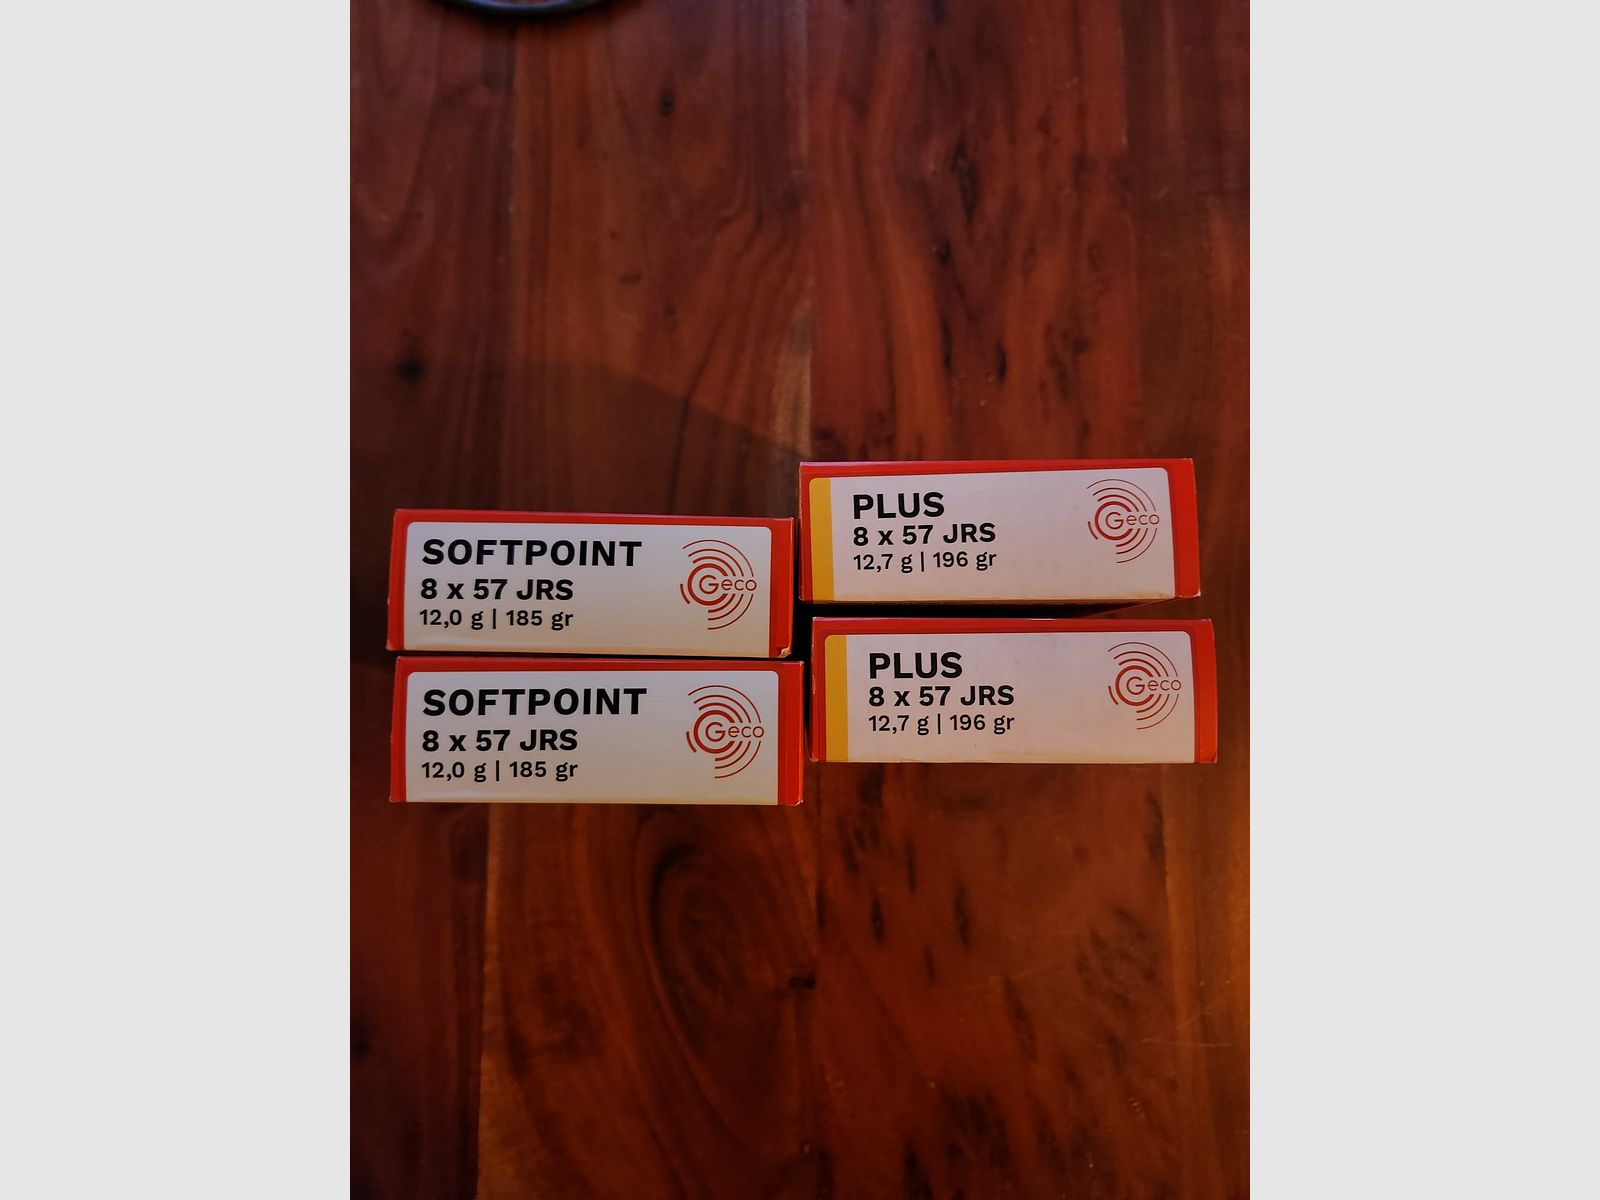 SOFTPOINT
8 x 57 JRS
12,0 g | 185 gr
Geco
PLUS
8 x 57 JRS
12,7 g | 196 gr
Geco
SOFTPOINT
8 x 57 JRS
12,0 g | 185 gr
Geco
PLUS
8 x 57 JRS
12,7 g | 196 gr
Geco